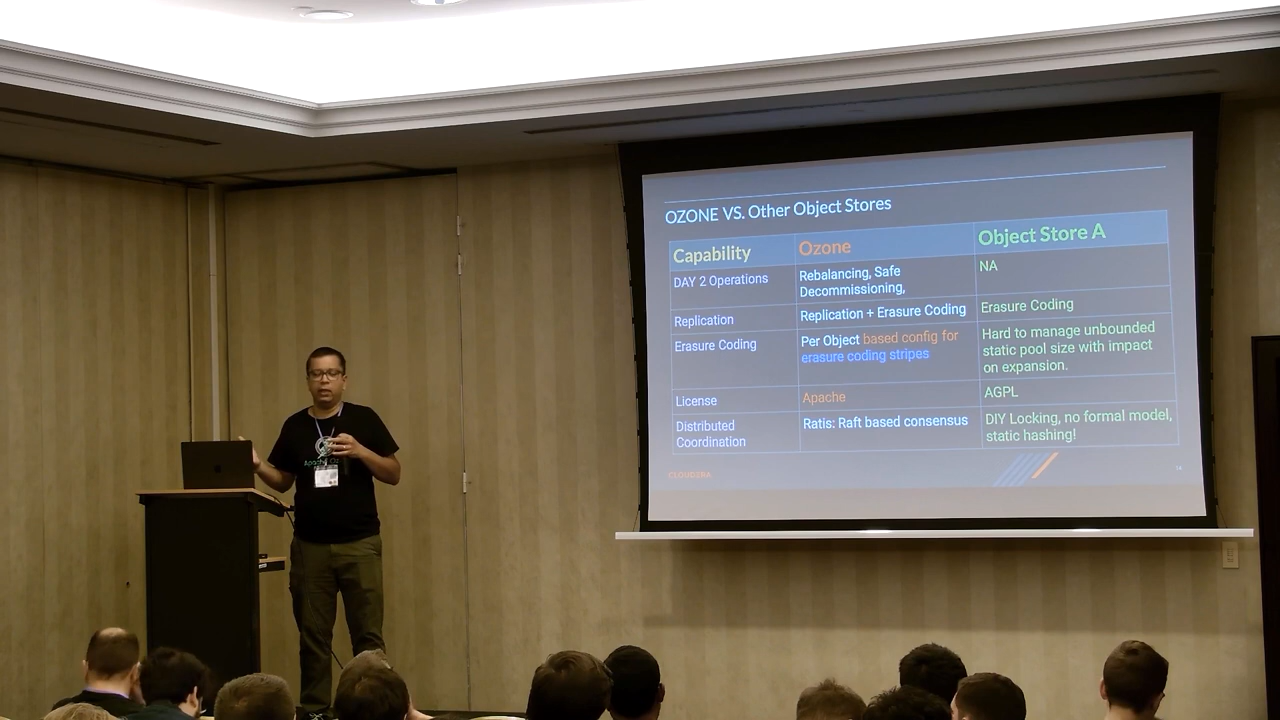 OZONE VS. Other Object Stores
Capability
Ozone
Object Store A
DAY 2 Operations
Rebalancing, Safe
Decommissioning,
NA
Replication
Replication + Erasure Coding
Erasure Coding
Erasure Coding
Per Object based config for
erasure coding stripes
Hard to manage unbounded
static pool size with impact
on expansion.
License
Apache
AGPL
Distributed
Coordination
Ratis: Raft based consensus
DIY Locking, no formal model,
static hashing!
CLOUDERA
14